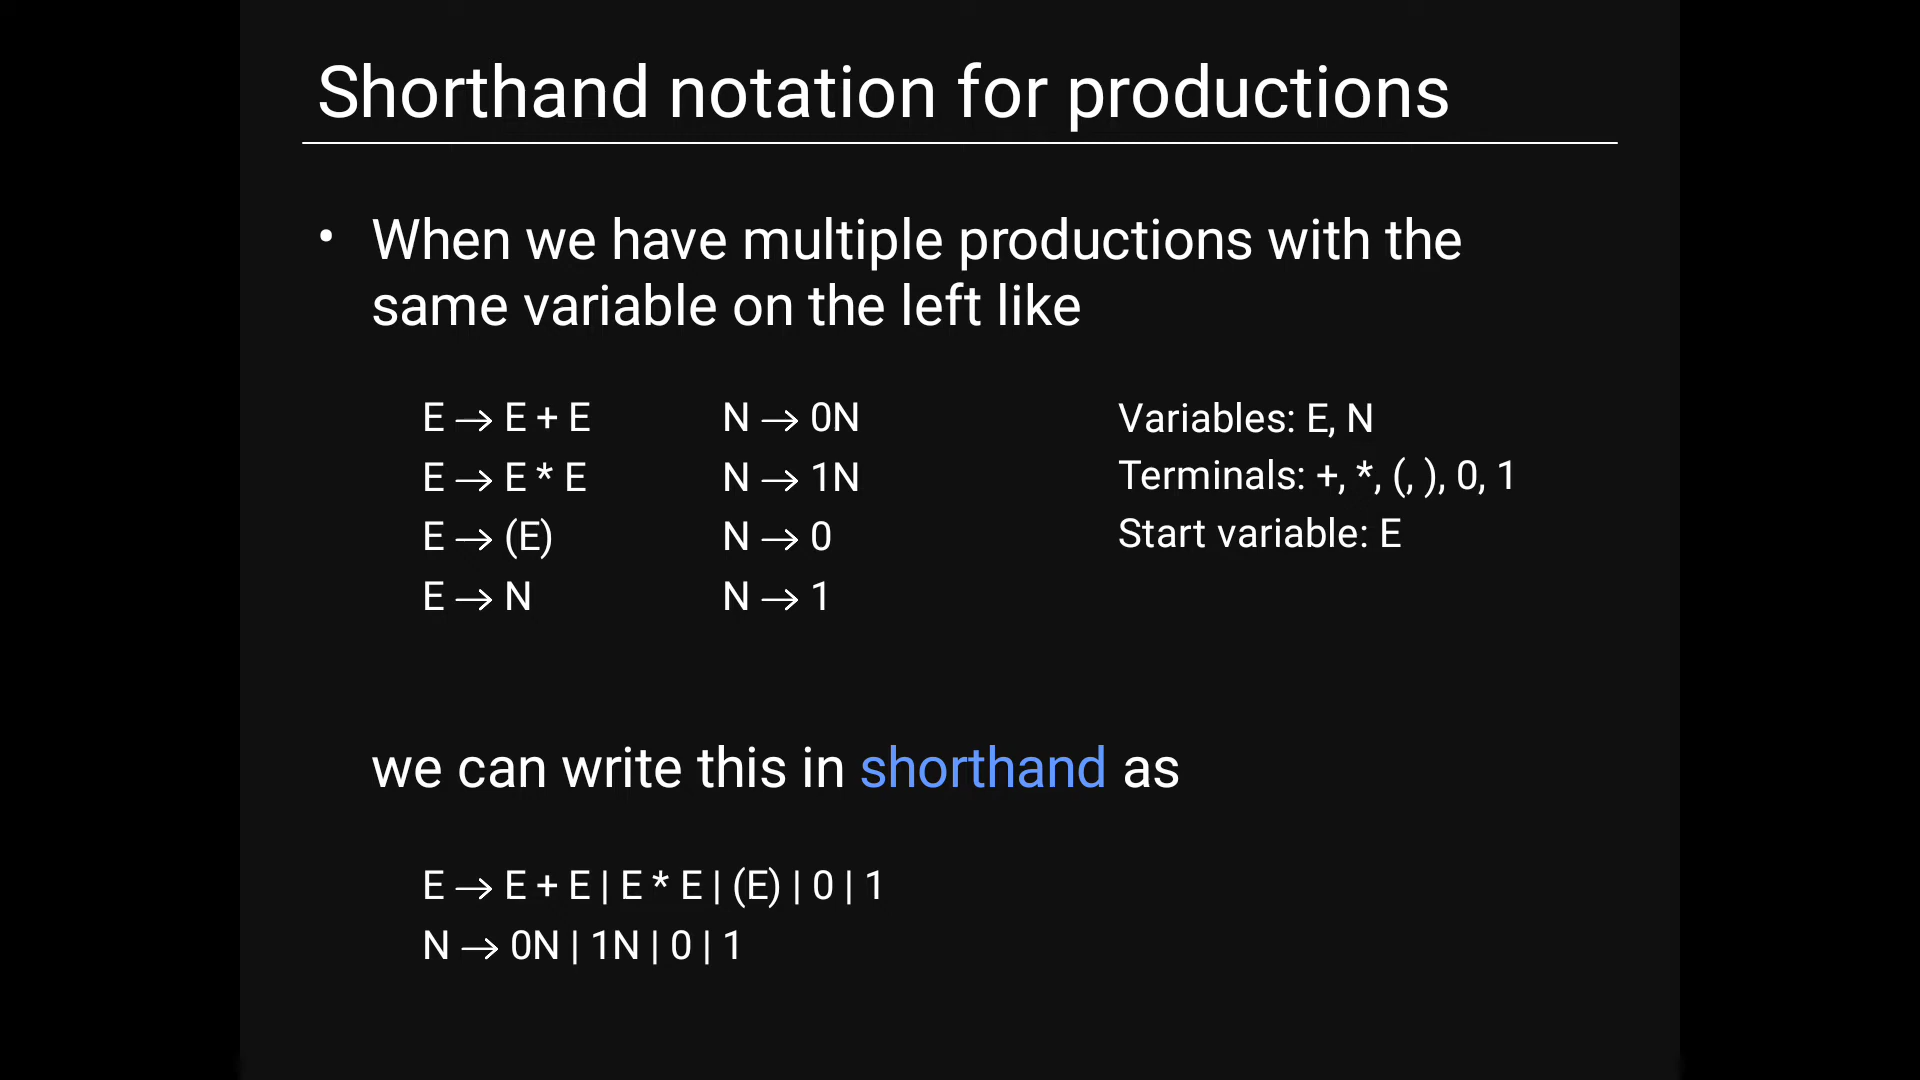 Shorthand notation for productions
• When we have multiple productions with the
same variable on the left like
E → E + E
E → E * E
E → (E)
E → N
N → 0N
N → 1N
N → 0
N → 1
Variables: E, N
Terminals: +, *, (, ), 0, 1
Start variable: E
we can write this in shorthand as
E → E + E | E * E | (E) | 0 | 1
N → 0N | 1N | 0 | 1